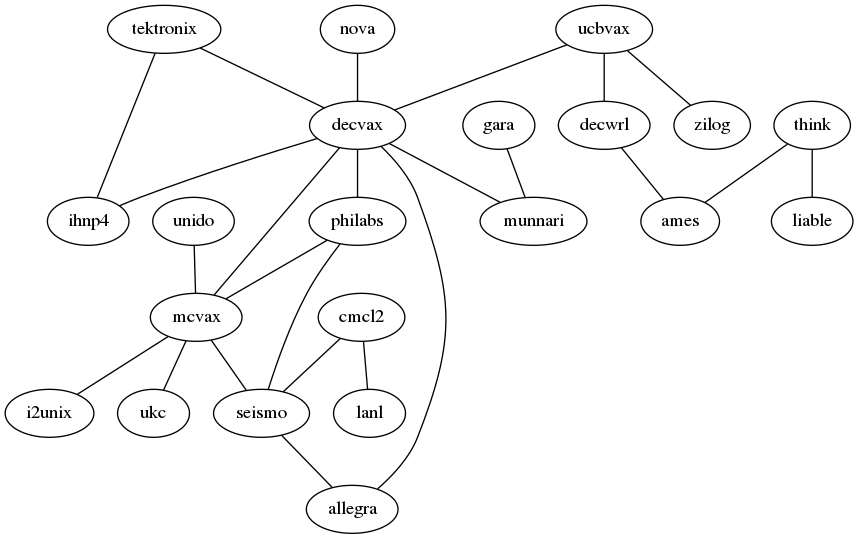 tektronix nova ucbvax
decvax gara decwrl zilog think
ihnp4 unido philabs munnari ames liable
mcvax cmcl2
i2unix ukc seismo lanl
allegra